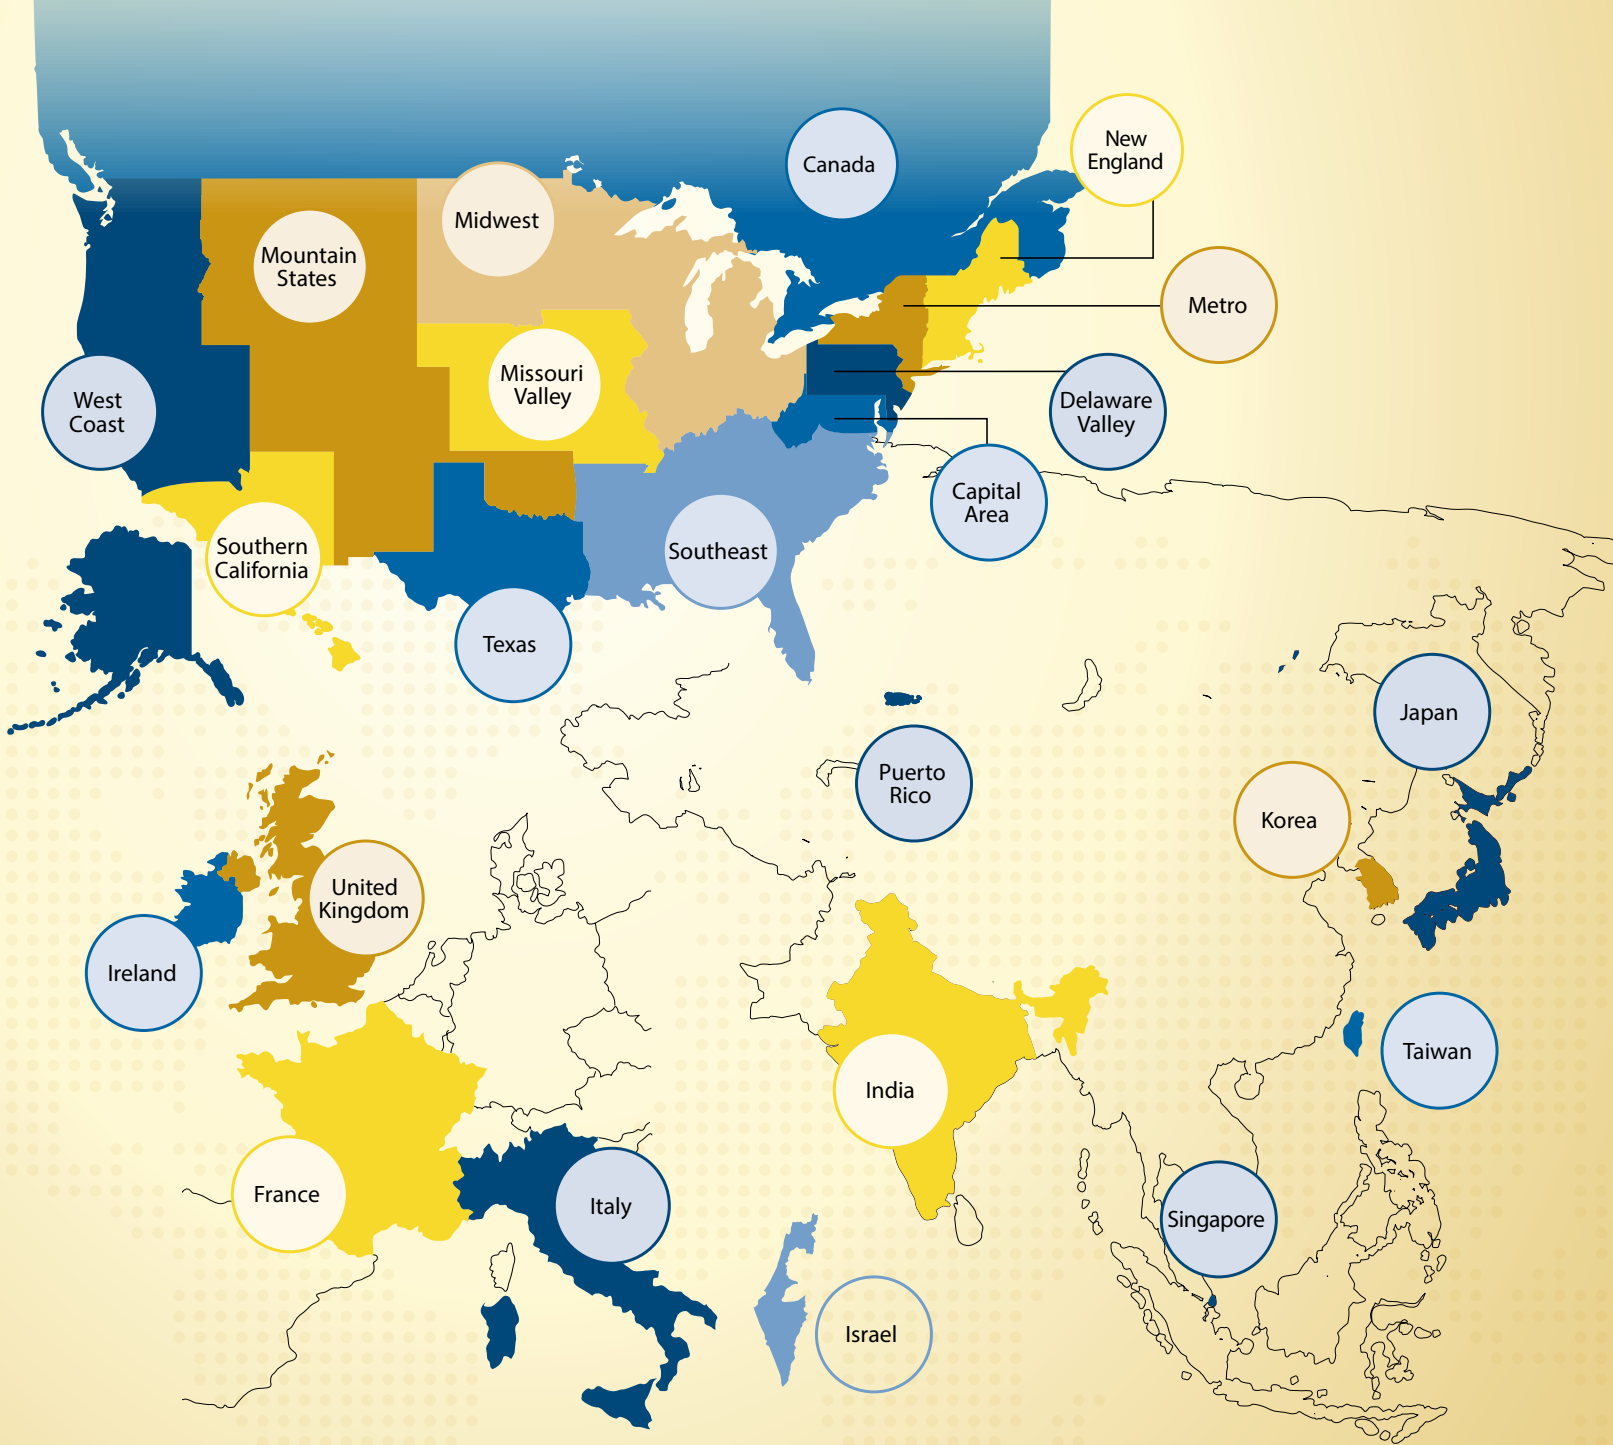 New
England
Canada
Midwest
Mountain
States
Metro
Missouri
Valley
West
Coast
Delaware
Valley
Capital
Area
Southern
California
Southeast
Texas
Japan
Puerto
Rico
Korea
United
Kingdom
Ireland
Taiwan
India
France
Italy
Singapore
Israel